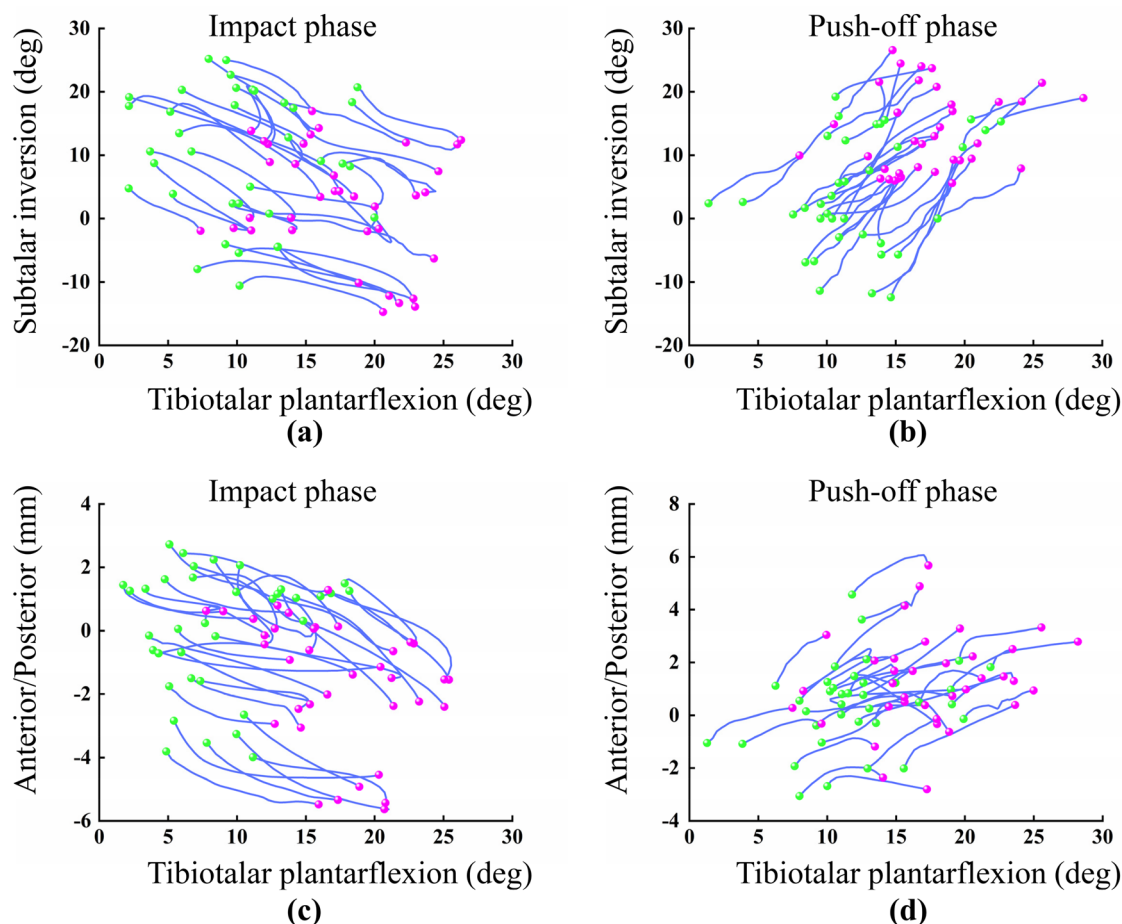 Impact phase
30
20
10
0
-10
-20
0 5 10 15 20 25 30
Subtalar inversion (deg)
Tibiotalar plantarflexion (deg)
(a)
Push-off phase
30
20
10
0
-10
-20
0 5 10 15 20 25 30
Subtalar inversion (deg)
Tibiotalar plantarflexion (deg)
(b)
Impact phase
4
2
0
-2
-4
-6
0 5 10 15 20 25 30
Anterior/Posterior (mm)
Tibiotalar plantarflexion (deg)
(c)
Push-off phase
8
6
4
2
0
-2
-4
0 5 10 15 20 25 30
Anterior/Posterior (mm)
Tibiotalar plantarflexion (deg)
(d)